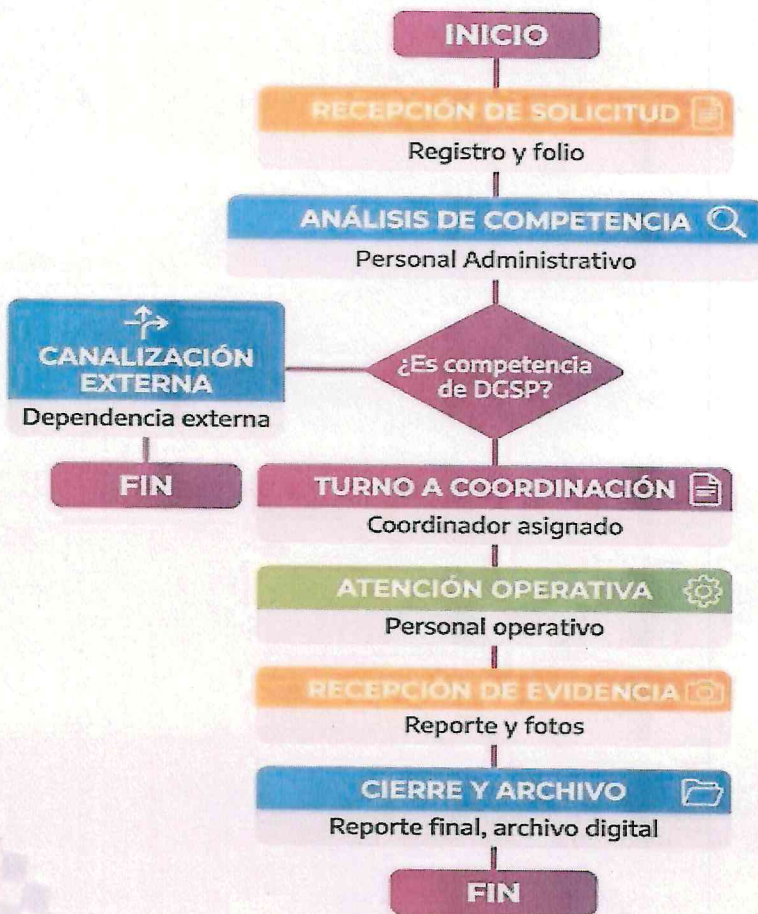 INICIO
RECEPCIÓN DE SOLICITUD
Registro y folio
ANÁLISIS DE COMPETENCIA
Personal Administrativo
¿Es competencia
de DGSP?
CANALIZACIÓN
EXTERNA
Dependencia externa
FIN
TURNO A COORDINACIÓN
Coordinador asignado
ATENCIÓN OPERATIVA
Personal operativo
RECEPCIÓN DE EVIDENCIA
Reporte y fotos
CIERRE Y ARCHIVO
Reporte final, archivo digital
FIN